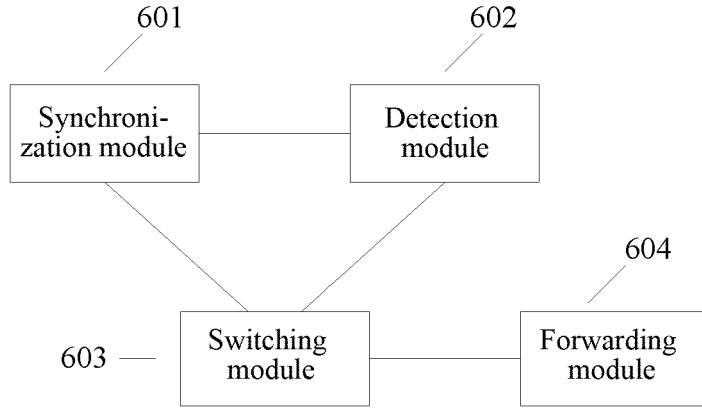 601
602
Synchroni-
zation module
Detection
module
604
603
Switching
module
Forwarding
module